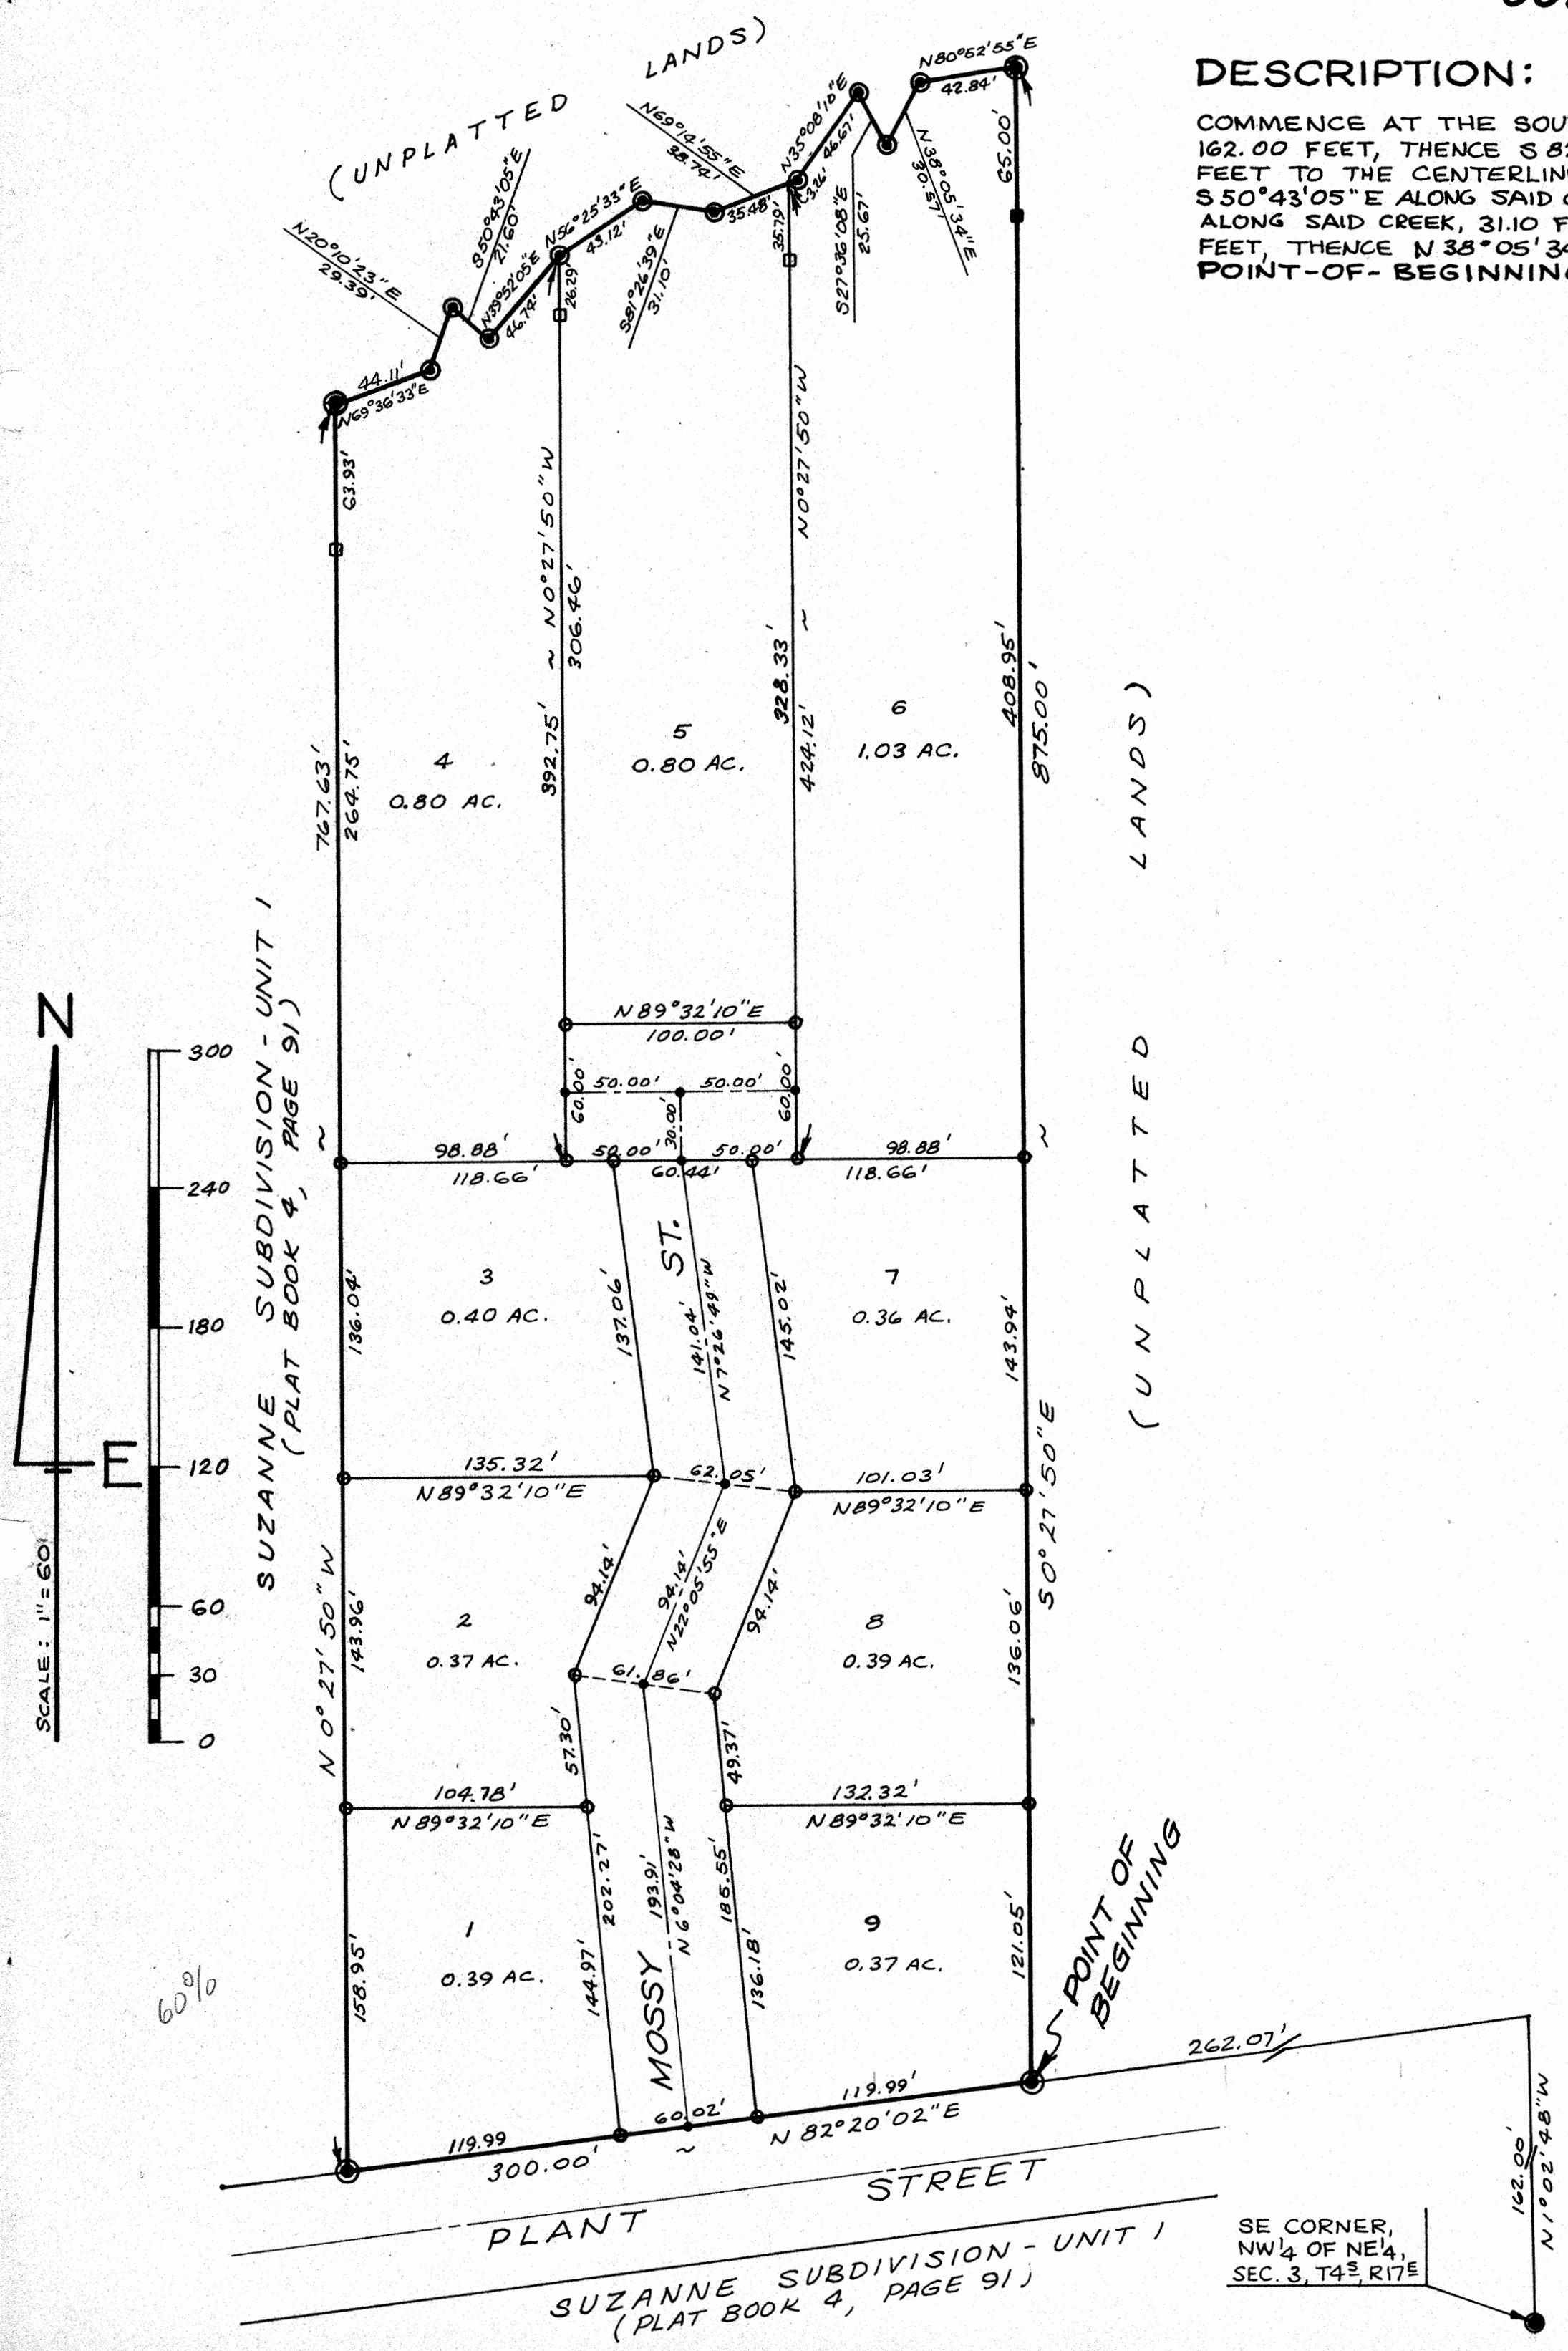 DESCRIPTION:
COMMENCE AT THE SOU
162.00 FEET, THENCE S 8
FEET TO THE CENTERLIN
S 50°43'05"E ALONG SAID
ALONG SAID CREEK, 31.10 F
FEET, THENCE N 38°05'34
POINT-OF-BEGINNING
(UNPLATTED LANDS)
N80°52'55"E
42.84'
N69°14'55"E
38.74'
N35°08'10"E
46.67'
3.26'
35.48'
N38°05'34"E
30.57'
S27°36'08"E
25.67'
65.00'
S50°43'05"E
21.60'
N56°25'33"E
43.12'
N20°10'23"E
29.39'
N39°52'05"E
46.74'
26.29'
S81°26'39"E
31.10'
35.79'
44.11'
N69°36'33"E
63.93'
N0°27'50"W
306.46'
392.75'
N0°27'50"W
328.33'
424.12'
408.95'
875.00'
767.63'
264.75'
4
0.80 AC.
5
0.80 AC.
6
1.03 AC.
(UNPLATTED LANDS)
SUZANNE SUBDIVISION - UNIT 1
(PLAT BOOK 4, PAGE 91)
N
E
SCALE: 1"=60'
300
240
180
120
60
30
0
N89°32'10"E
100.00'
60.00'
50.00'
50.00'
60.00'
30.00'
98.88'
118.66'
50.00'
50.00'
60.44'
98.88'
118.66'
3
0.40 AC.
136.04'
137.06'
MOSSY ST.
141.04'
N7°26'49"W
145.02'
7
0.36 AC.
143.94'
135.32'
N89°32'10"E
62.05'
101.03'
N89°32'10"E
S0°27'50"E
N0°27'50"W
143.96'
2
0.37 AC.
94.14'
94.14'
N22°05'55"E
94.14'
8
0.39 AC.
136.06'
61.86'
57.30'
49.37'
104.78'
N89°32'10"E
132.32'
N89°32'10"E
158.95'
1
0.39 AC.
202.27'
144.97'
193.91'
N6°04'28"W
185.55'
136.18'
9
0.37 AC.
121.05'
POINT OF
BEGINNING
60%
262.07'
119.99
300.00'
60.02'
119.99'
N 82°20'02"E
PLANT STREET
SUZANNE SUBDIVISION - UNIT 1
(PLAT BOOK 4, PAGE 91)
162.00'
N1°02'48"W
SE CORNER,
NW¼ OF NE¼,
SEC. 3, T4S, R17E